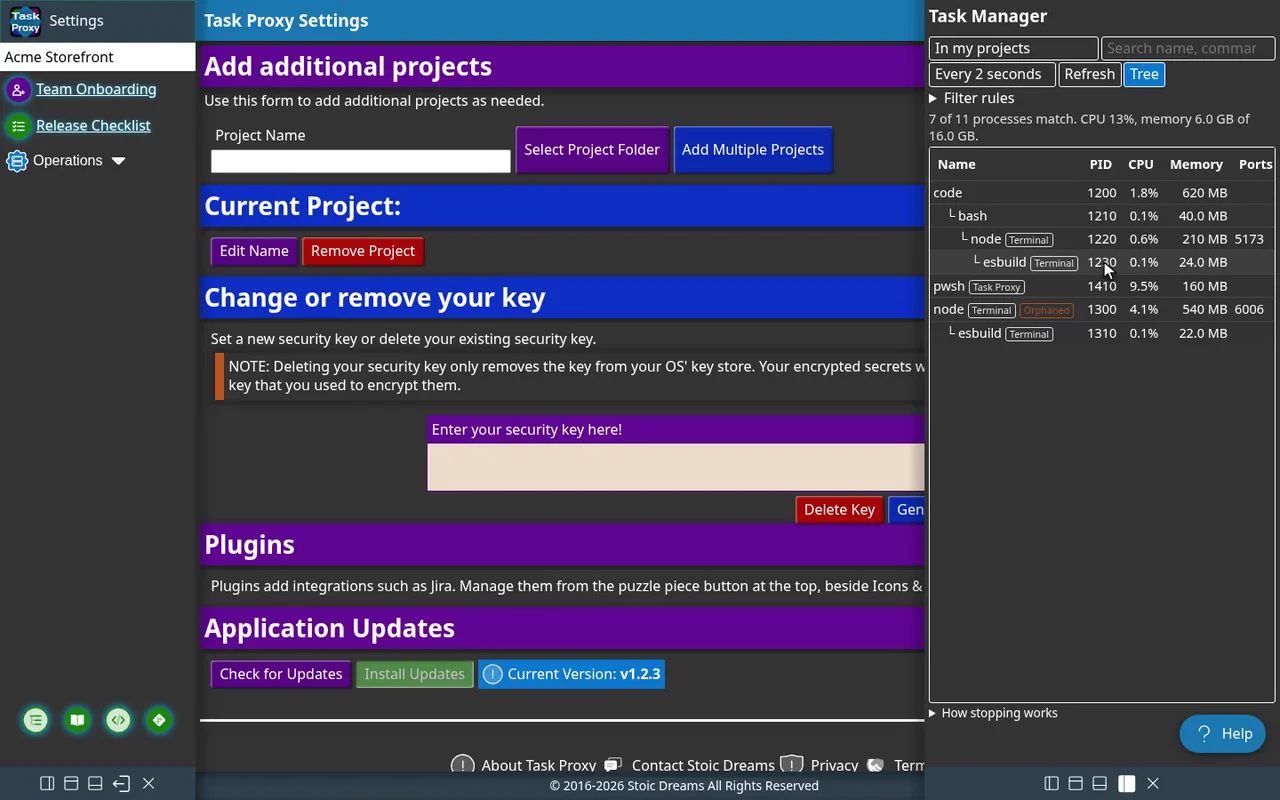 Task Proxy
Settings
Acme Storefront
Team Onboarding
Release Checklist
Operations
Task Proxy Settings
Add additional projects
Use this form to add additional projects as needed.
Project Name
Select Project Folder
Add Multiple Projects
Current Project:
Edit Name
Remove Project
Change or remove your key
Set a new security key or delete your existing security key.
NOTE: Deleting your security key only removes the key from your OS' key store. Your encrypted secrets w
key that you used to encrypt them.
Enter your security key here!
Delete Key
Gen
Plugins
Plugins add integrations such as Jira. Manage them from the puzzle piece button at the top, beside Icons &
Application Updates
Check for Updates
Install Updates
Current Version: v1.2.3
About Task Proxy
Contact Stoic Dreams
Privacy
Term
© 2016-2026 Stoic Dreams All Rights Reserved
Task Manager
In my projects
Search name, commar
Every 2 seconds
Refresh
Tree
Filter rules
7 of 11 processes match. CPU 13%, memory 6.0 GB of
16.0 GB.
Name PID CPU Memory Ports
code 1200 1.8% 620 MB
bash 1210 0.1% 40.0 MB
node Terminal 1220 0.6% 210 MB 5173
esbuild Terminal 1230 0.1% 24.0 MB
pwsh Task Proxy 1410 9.5% 160 MB
node Terminal Orphaned 1300 4.1% 540 MB 6006
esbuild Terminal 1310 0.1% 22.0 MB
How stopping works
Help